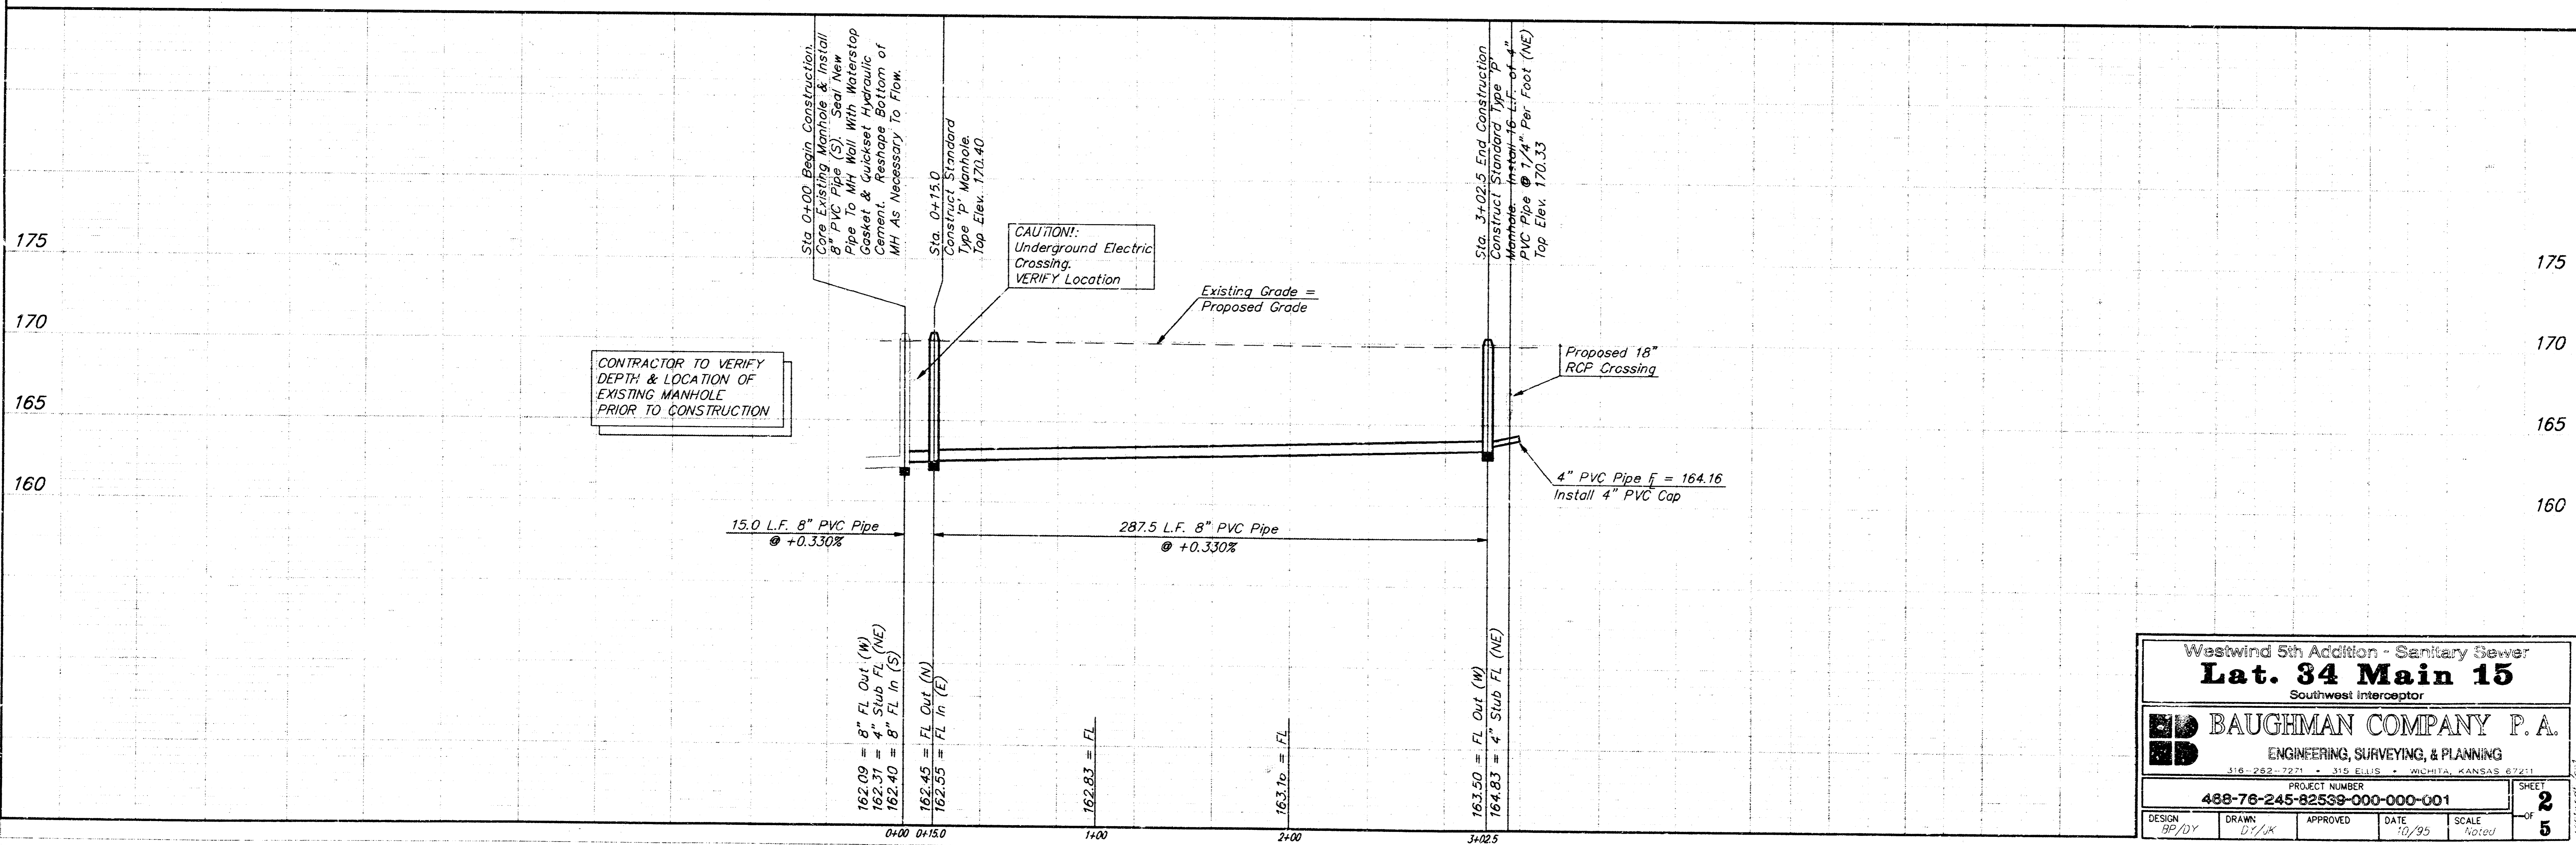 Sta 0+00 Begin Construction.
Core Existing Manhole & Install
8" PVC Pipe (S). Seal New
Pipe To MH Wall With Waterstop
Gasket & Quickset Hydraulic
Cement. Reshape Bottom of
MH As Necessary To Flow.
Sta. 0+15.0
Construct Standard
Type 'P' Manhole.
Top Elev. 170.40
CAUTION!:
Underground Electric
Crossing.
VERIFY Location
Existing Grade =
Proposed Grade
Sta. 3+02.5 End Construction
Construct Standard Type 'P'
Manhole. Install 16 L.F. of 4"
PVC Pipe @ 1/4" Per Foot (NE)
Top Elev. 170.33
175
170
165
160
175
170
165
160
CONTRACTOR TO VERIFY
DEPTH & LOCATION OF
EXISTING MANHOLE
PRIOR TO CONSTRUCTION
Proposed 18"
RCP Crossing
4" PVC Pipe FL = 164.16
Install 4" PVC Cap
15.0 L.F. 8" PVC Pipe
@ +0.330%
287.5 L.F. 8" PVC Pipe
@ +0.330%
162.09 = 8" FL Out (W)
162.31 = 4" Stub FL (NE)
162.40 = 8" FL In (S)
162.45 = FL Out (N)
162.55 = FL In (E)
162.83 = FL
163.16 = FL
163.50 = FL Out (W)
164.83 = 4" Stub FL (NE)
0+00 0+15.0 1+00 2+00 3+02.5
Westwind 5th Addition - Sanitary Sewer
Lat. 34 Main 15
Southwest Interceptor
BAUGHMAN COMPANY P. A.
ENGINEERING, SURVEYING, & PLANNING
316-262-7271 • 315 ELLIS • WICHITA, KANSAS 67211
PROJECT NUMBER
468-76-245-82539-000-000-001
SHEET
2
OF
5
DESIGN
BP/DY
DRAWN
DY/JK
APPROVED
DATE
10/95
SCALE
Noted